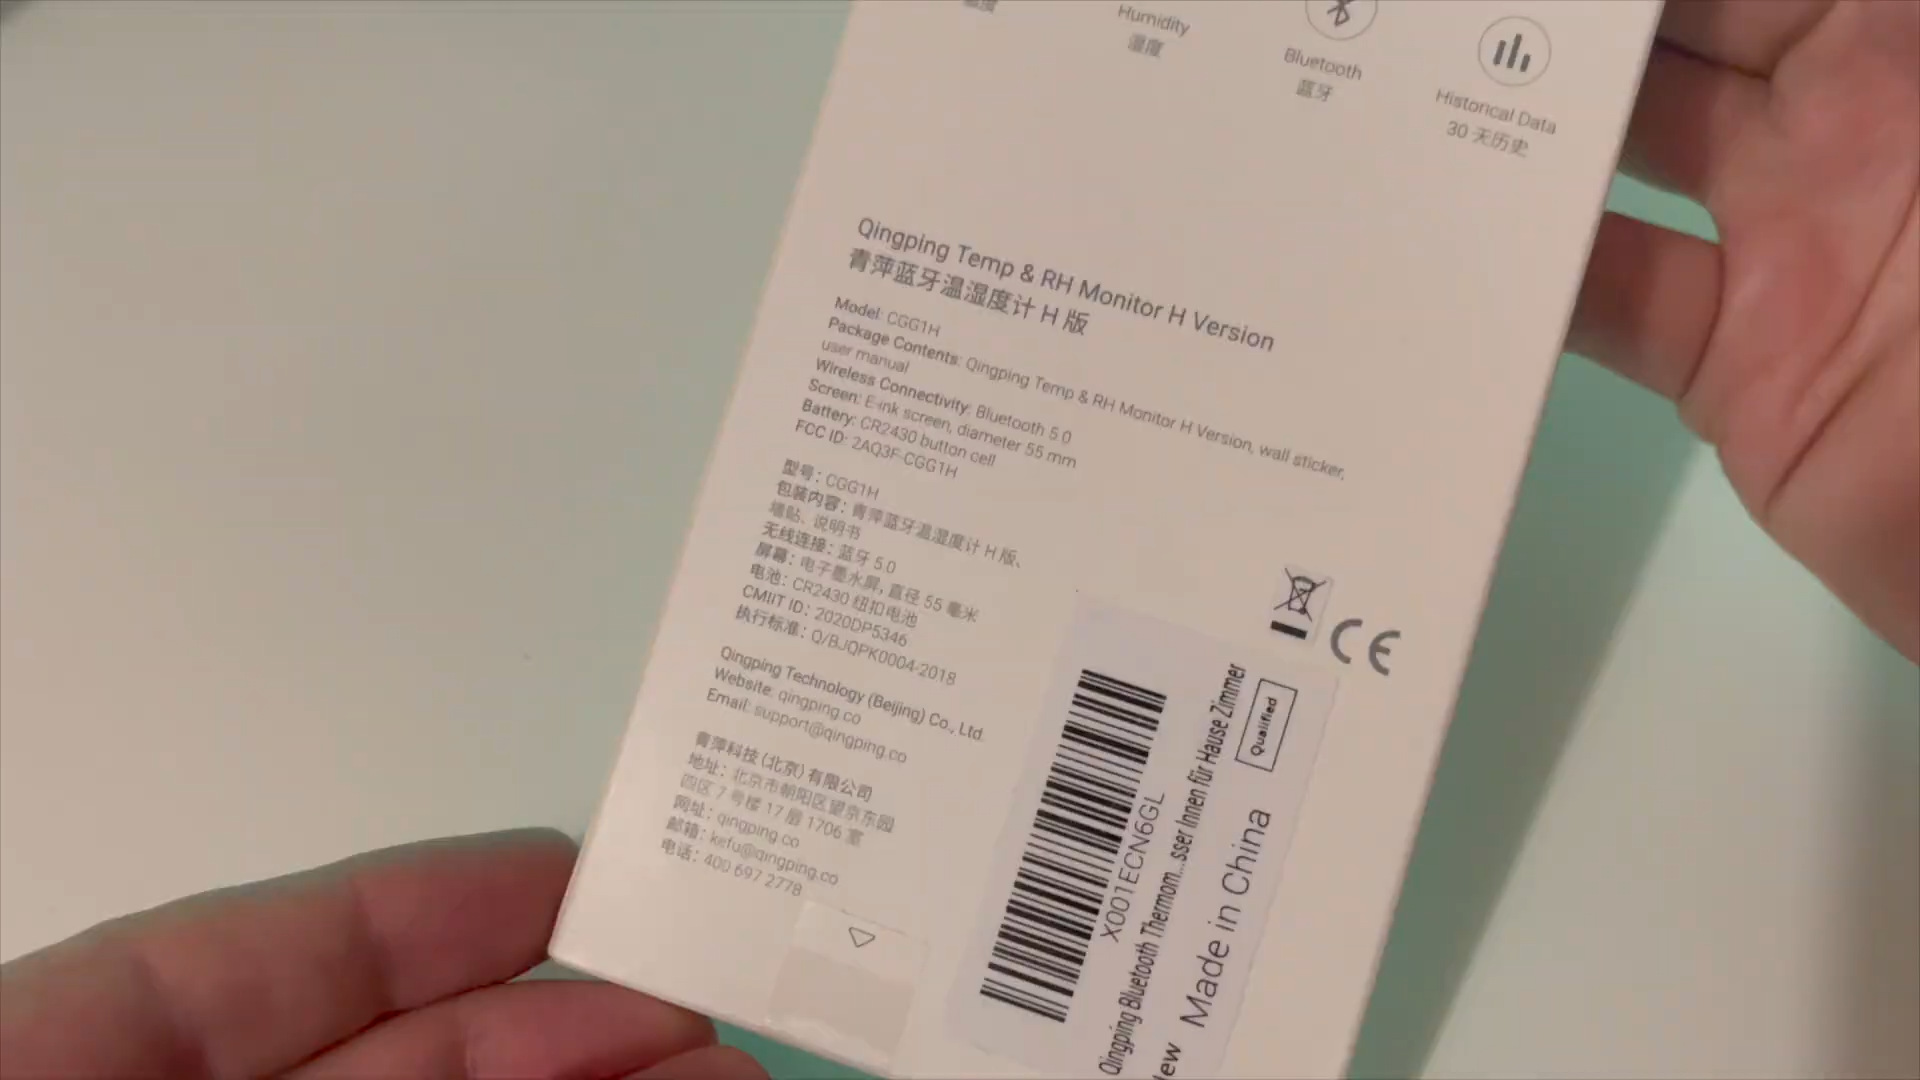 温度
Humidity
湿度
Bluetooth
蓝牙
Historical Data
30 天历史
Qingping Temp & RH Monitor H Version
青萍蓝牙温湿度计 H 版
Model: CGG1H
Package Contents: Qingping Temp & RH Monitor H Version, wall sticker,
user manual
Wireless Connectivity: Bluetooth 5.0
Screen: E-ink screen, diameter 55 mm
Battery: CR2430 button cell
FCC ID: 2AQ3F-CGG1H
型号：CGG1H
包装内容：青萍蓝牙温湿度计 H 版、
墙贴、说明书
无线连接：蓝牙 5.0
屏幕：电子墨水屏，直径 55 毫米
电池：CR2430 纽扣电池
CMIIT ID：2020DP5346
执行标准：Q/BJQPK0004-2018
Qingping Technology (Beijing) Co., Ltd.
Website: qingping.co
Email: support@qingping.co
青萍科技（北京）有限公司
地址：北京市朝阳区望京东园
四区 7 号楼 17 层 1706 室
网址：qingping.co
邮箱：kefu@qingping.co
电话：400 697 2778
CE
X001ECN6GL
Qingping Bluetooth Thermom...sser Innen für Hause Zimmer
Qualified
New Made in China